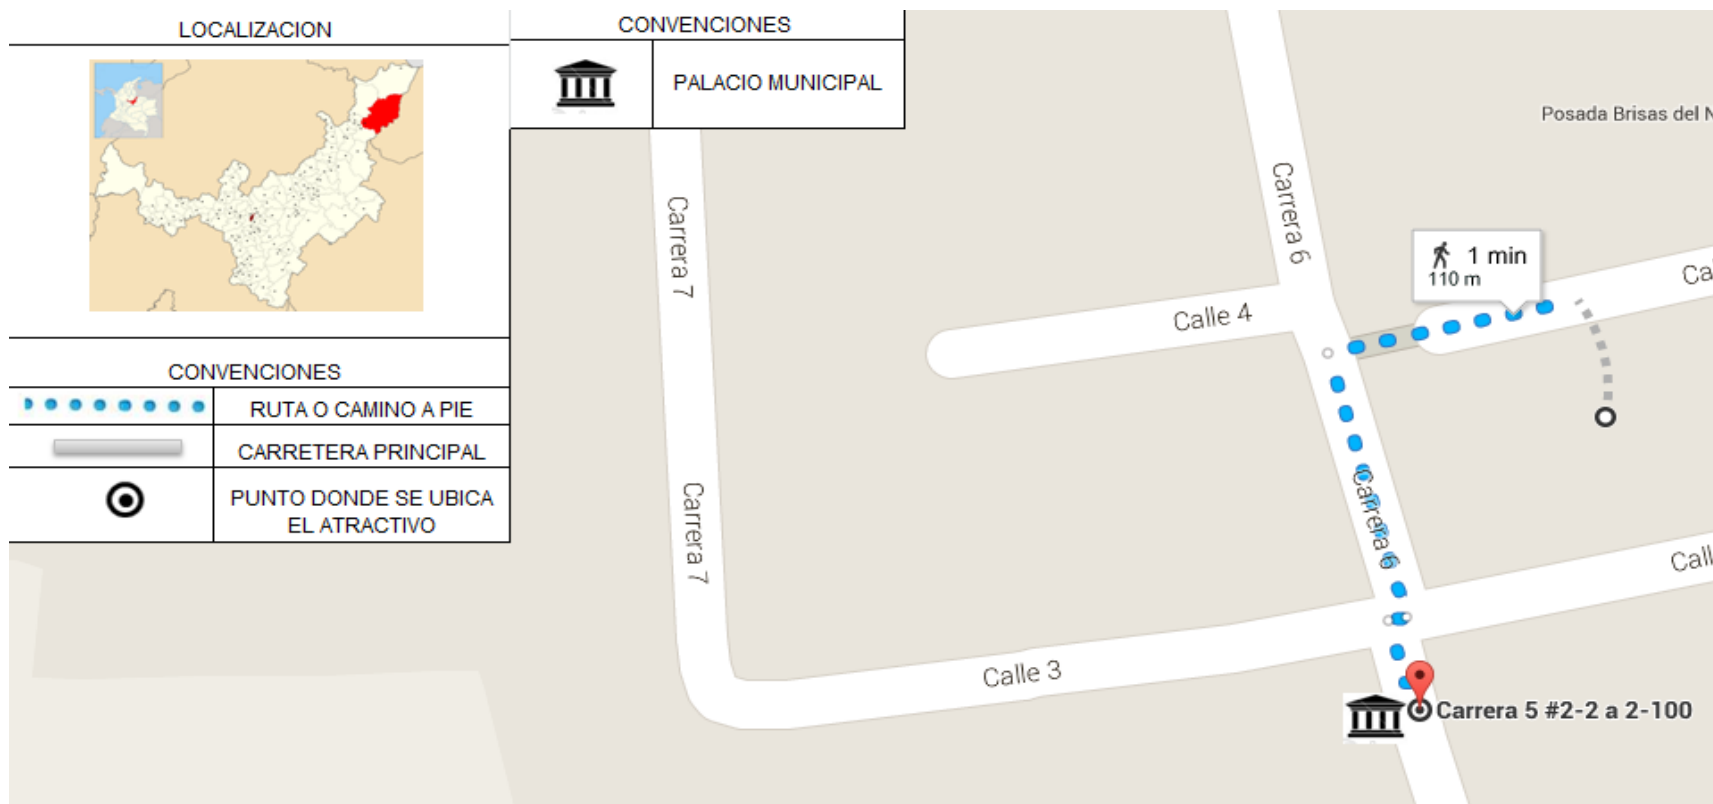 LOCALIZACION
CONVENCIONES
PALACIO MUNICIPAL
CONVENCIONES
RUTA O CAMINO A PIE
CARRETERA PRINCIPAL
PUNTO DONDE SE UBICA
EL ATRACTIVO
Posada Brisas del N
Carrera 6
Carrera 7
1 min
110 m
Ca
Calle 4
Carrera 7
Carrera 6
Call
Calle 3
Carrera 5 #2-2 a 2-100